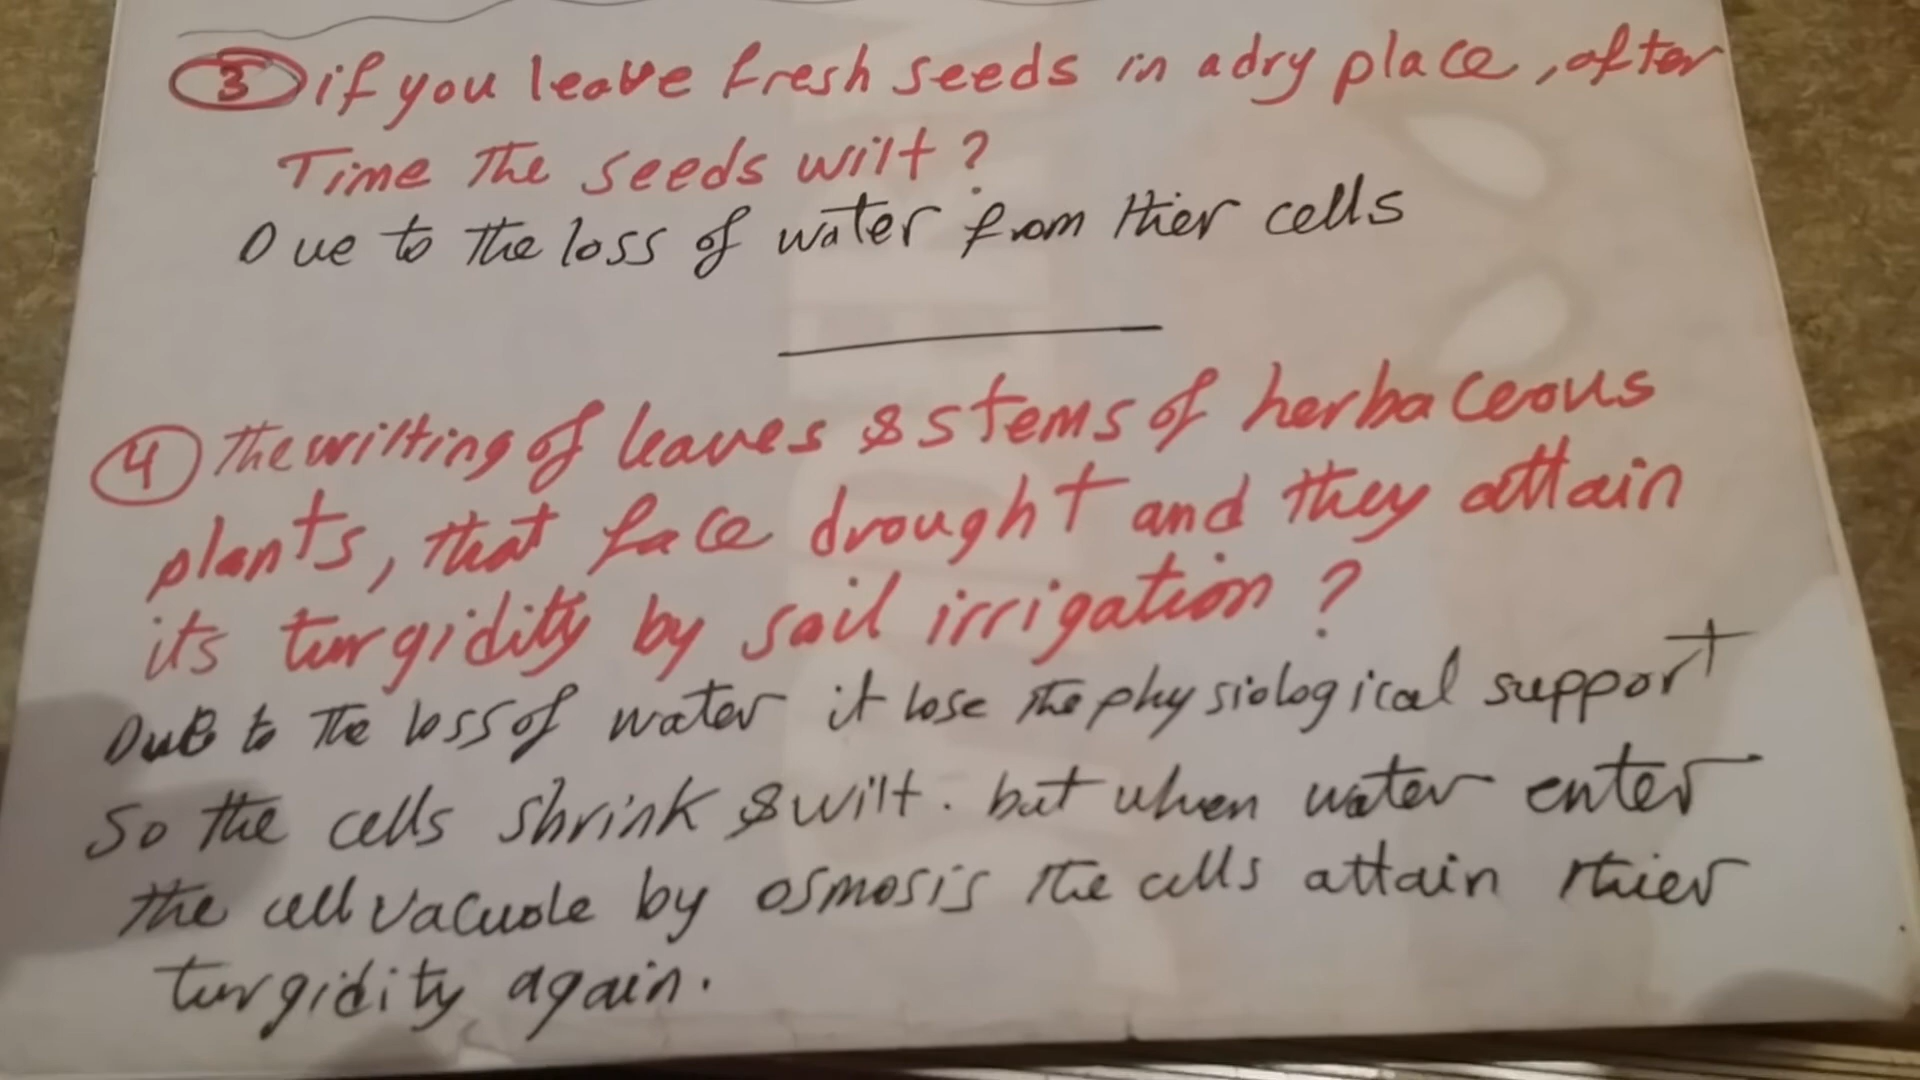 3 if you leave fresh seeds in a dry place, after
Time The seeds wilt?
Due to the loss of water from thier cells
4 The wilting of leaves & stems of herbaceous
plants, that face drought and they attain
its turgidity by soil irrigation?
Due to The loss of water it lose the physiological support
So the cells shrink & wilt. but when water enter
the cell vacuole by osmosis the cells attain thier
turgidity again.